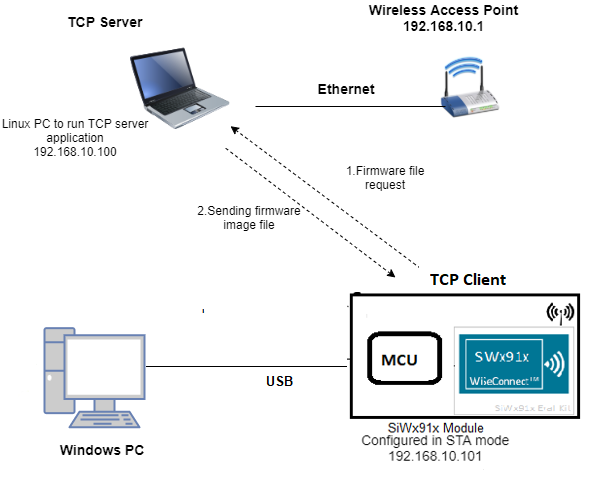 TCP Server
Wireless Access Point
192.168.10.1
Ethernet
Linux PC to run TCP server
application
192.168.10.100
1.Firmware file
request
2.Sending firmware
image file
TCP Client
MCU
SWx91x
WiseConnect™
SiWx91x Eval Kit
USB
Windows PC
SiWx91x Module
Configured in STA mode
192.168.10.101